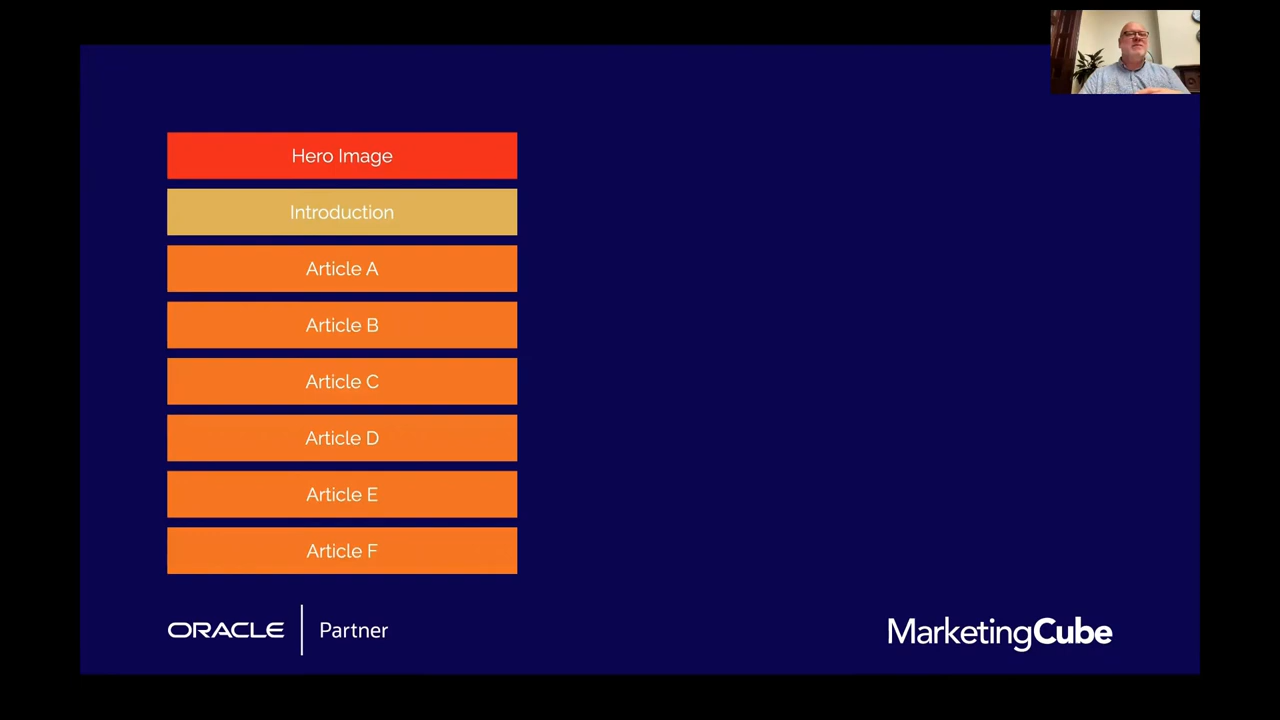 Hero Image
Introduction
Article A
Article B
Article C
Article D
Article E
Article F
ORACLE | Partner
MarketingCube